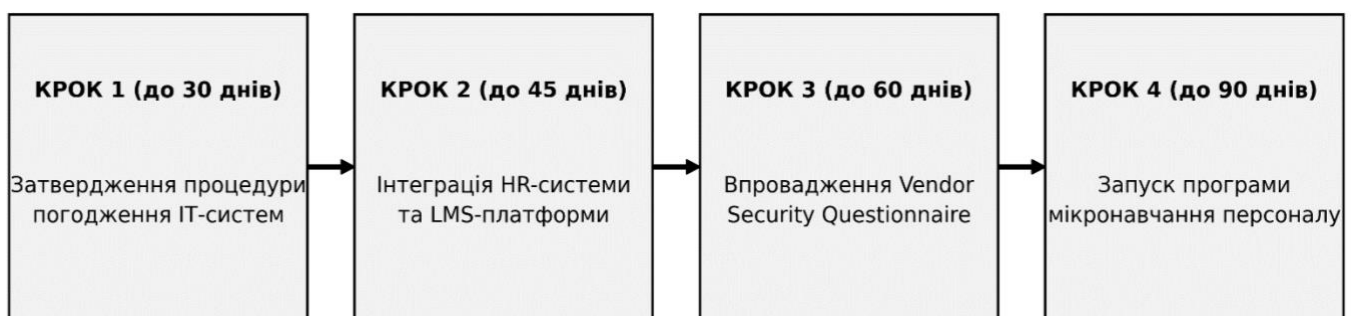 КРОК 1 (до 30 днів)
Затвердження процедури
погодження ІТ-систем
КРОК 2 (до 45 днів)
Інтеграція HR-системи
та LMS-платформи
КРОК 3 (до 60 днів)
Впровадження Vendor
Security Questionnaire
КРОК 4 (до 90 днів)
Запуск програми
мікронавчання персоналу